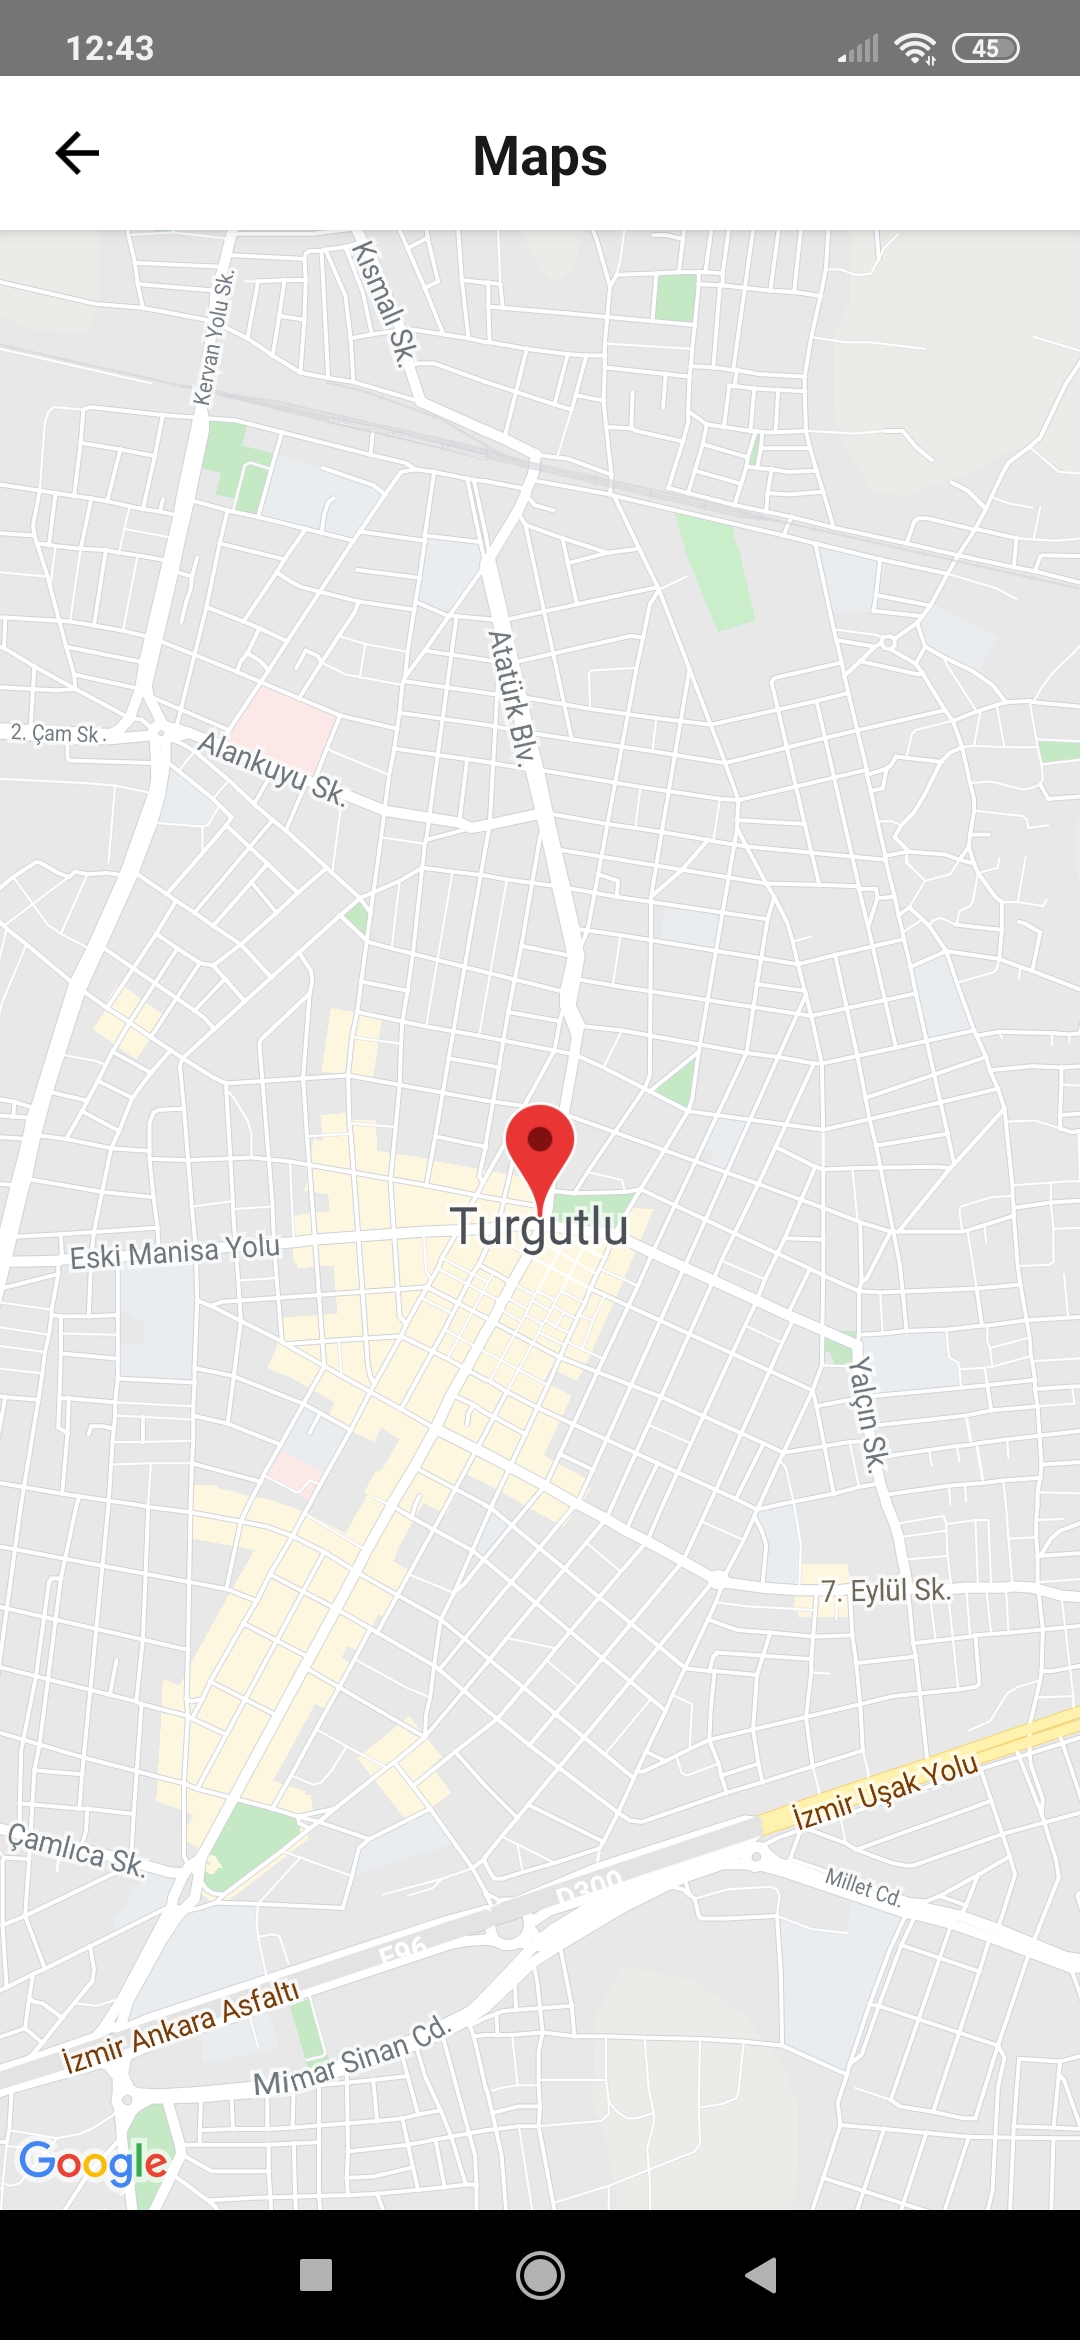 12:43
45
Maps
Kısmalı Sk.
Kervan Yolu Sk.
Atatürk Blv.
2. Çam Sk.
Alankuyu Sk.
Turgutlu
Eski Manisa Yolu
Yalçın Sk.
7. Eylül Sk.
İzmir Uşak Yolu
Çamlıca Sk.
Millet Cd.
D300
E96
İzmir Ankara Asfaltı
Mimar Sinan Cd.
Google